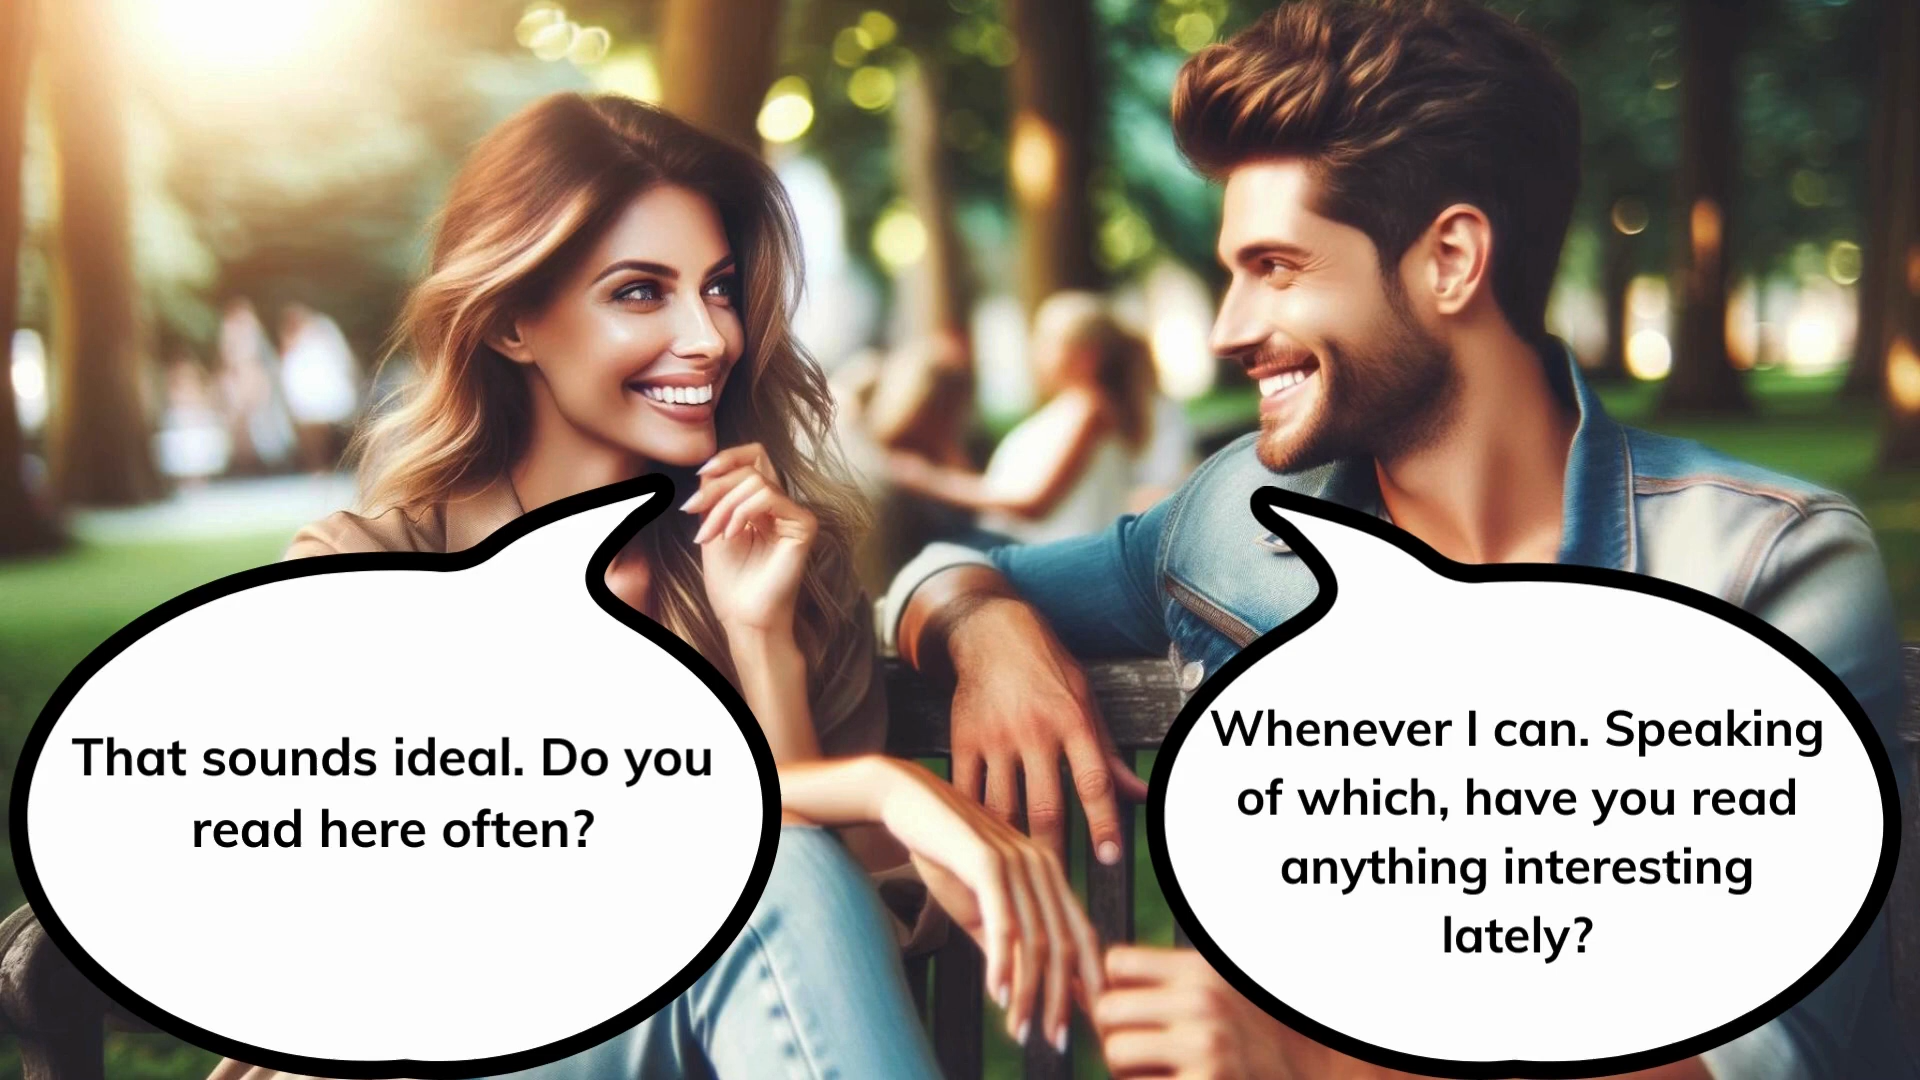 That sounds ideal. Do you
read here often?
Whenever I can. Speaking
of which, have you read
anything interesting
lately?